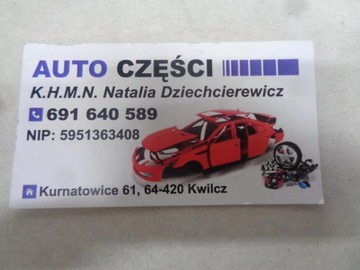 AUTO CZĘŚCI
K.H.M.N. Natalia Dziechcierewicz
691 640 589
NIP: 5951363408
Kurnatowice 61, 64-420 Kwilcz